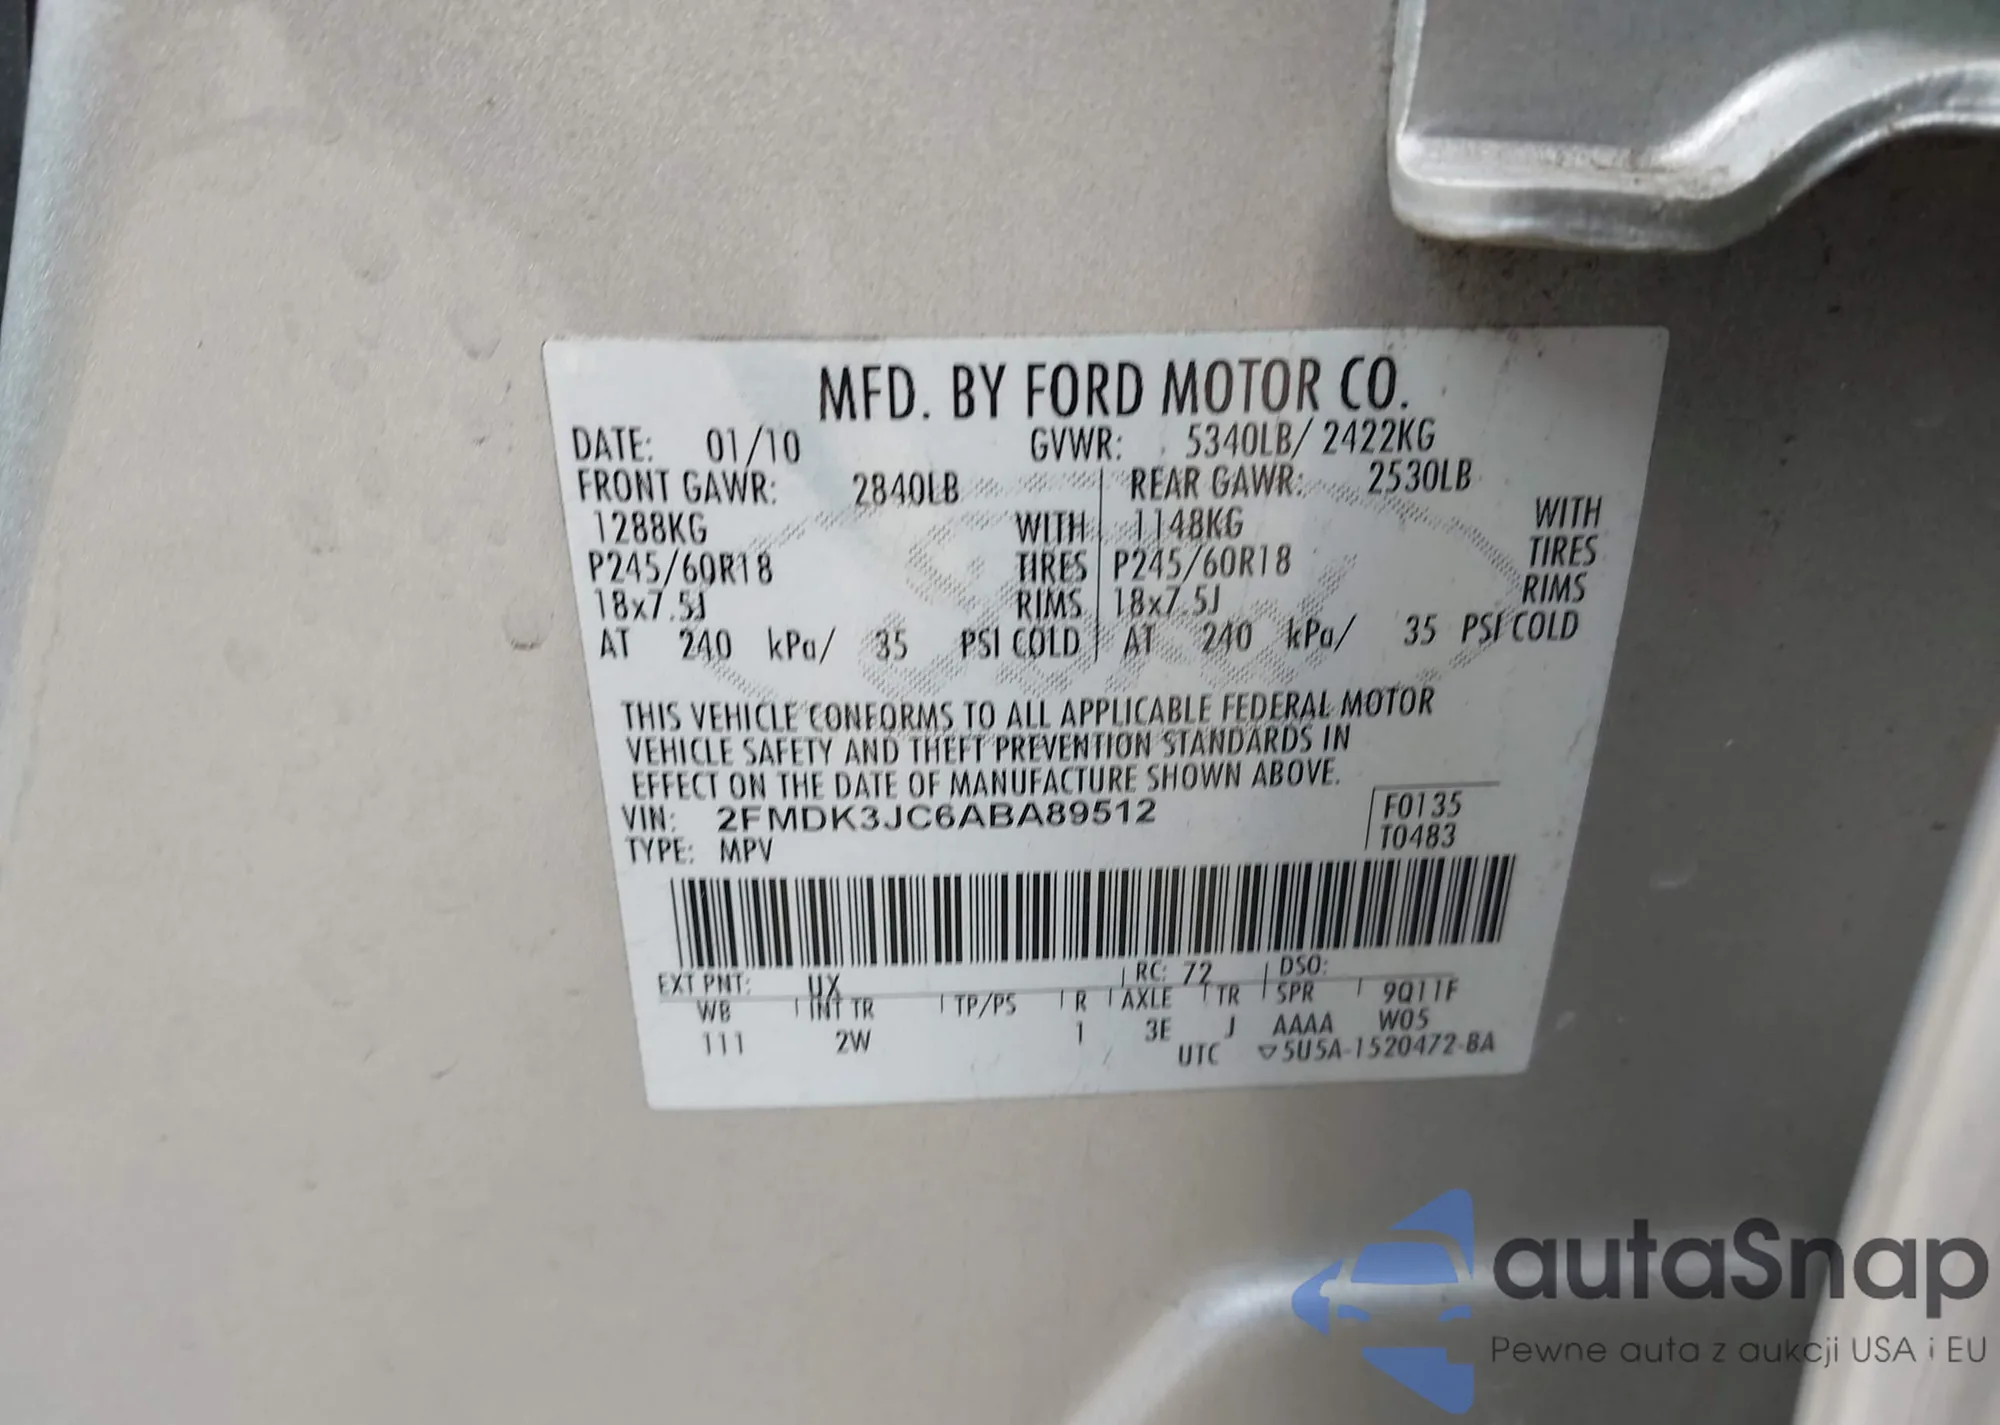 MFD. BY FORD MOTOR CO.
DATE: 01/10 GVWR: 5340LB/ 2422KG
FRONT GAWR: 2840LB REAR GAWR: 2530LB
1288KG WITH 1148KG WITH
P245/60R18 TIRES P245/60R18 TIRES
18x7.5J RIMS 18x7.5J RIMS
AT 240 kPa/ 35 PSI COLD AT 240 kPa/ 35 PSI COLD
THIS VEHICLE CONFORMS TO ALL APPLICABLE FEDERAL MOTOR
VEHICLE SAFETY AND THEFT PREVENTION STANDARDS IN
EFFECT ON THE DATE OF MANUFACTURE SHOWN ABOVE.
VIN: 2FMDK3JC6ABA89512 F0135
TYPE: MPV T0483
EXT PNT: UX RC: 72 DSO:
WB INT TR TP/PS R AXLE TR SPR 9Q11F
111 2W 1 3E J AAAA W05
UTC ▽5U5A-1520472-BA
autaSnap
Pewne auta z aukcji USA i EU